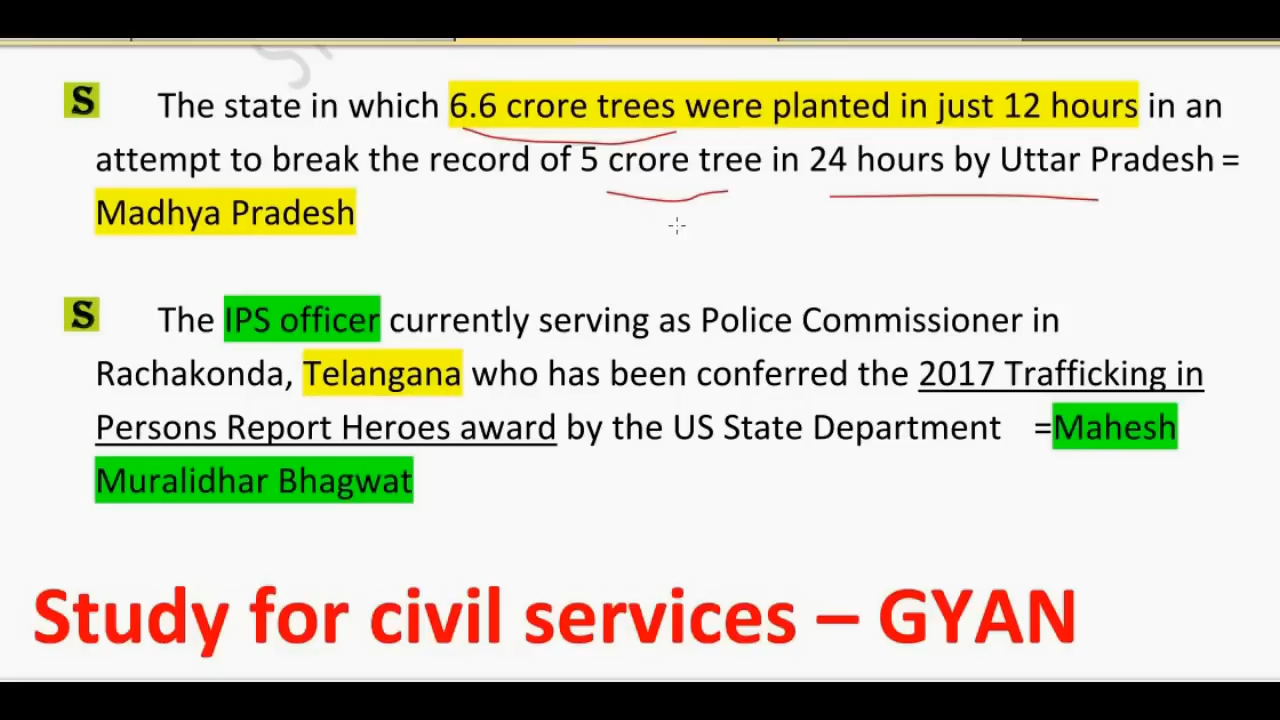 S The state in which 6.6 crore trees were planted in just 12 hours in an
attempt to break the record of 5 crore tree in 24 hours by Uttar Pradesh =
Madhya Pradesh
S The IPS officer currently serving as Police Commissioner in
Rachakonda, Telangana who has been conferred the 2017 Trafficking in
Persons Report Heroes award by the US State Department =Mahesh
Muralidhar Bhagwat
Study for civil services – GYAN